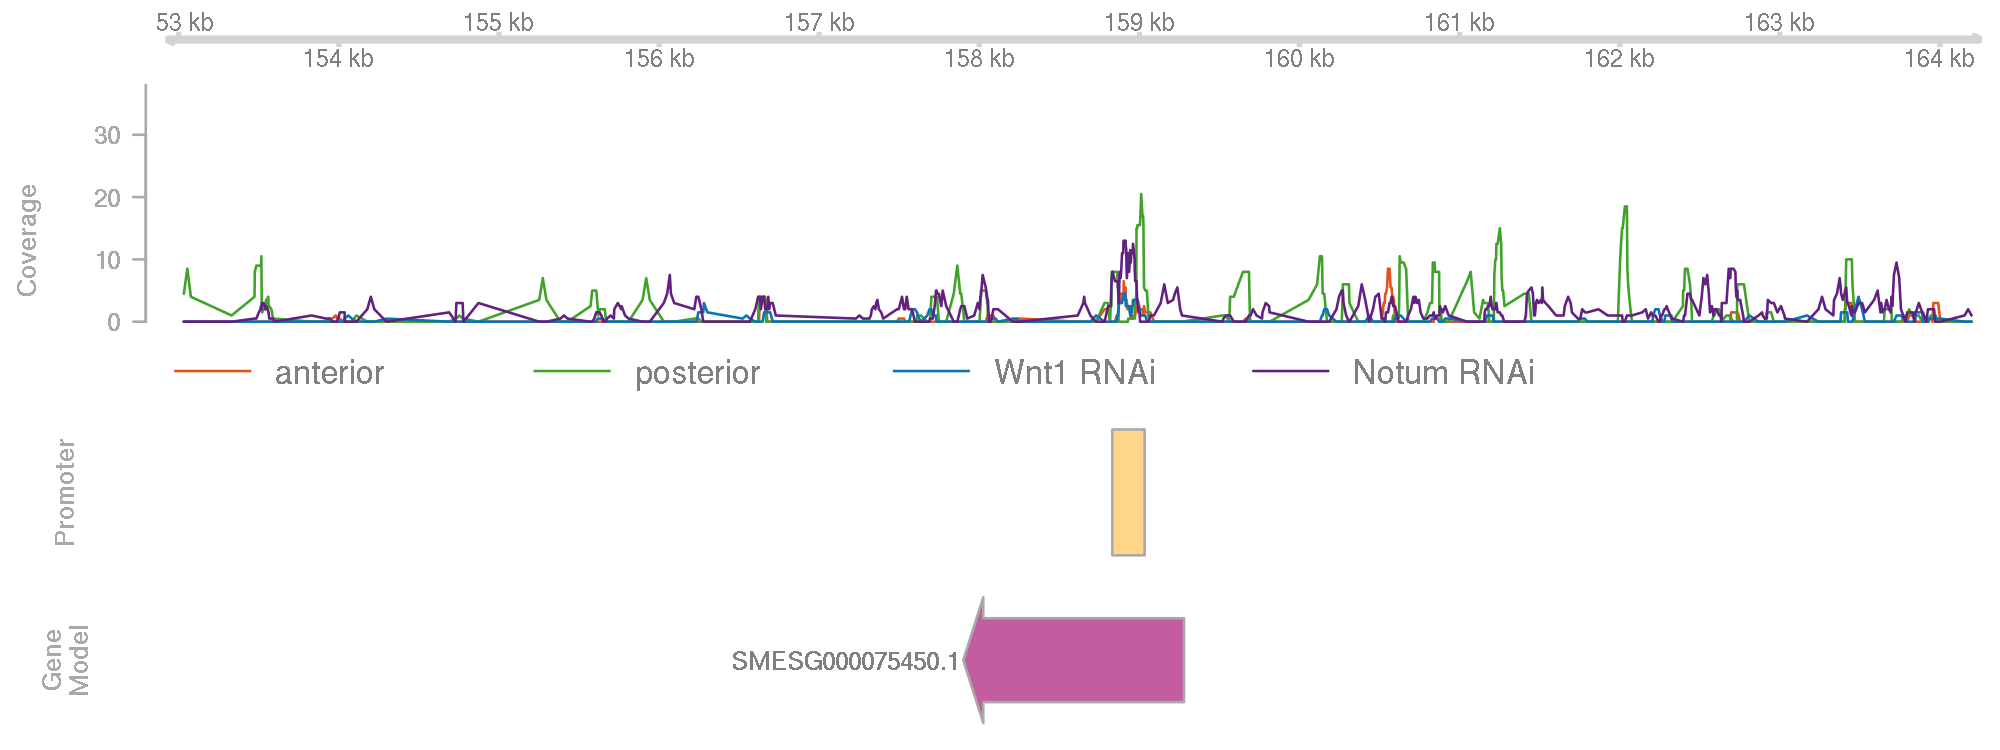 53 kb 155 kb 157 kb 159 kb 161 kb 163 kb
154 kb 156 kb 158 kb 160 kb 162 kb 164 kb
Coverage
30
20
10
0
anterior posterior Wnt1 RNAi Notum RNAi
Promoter
Gene
Model
SMESG000075450.1